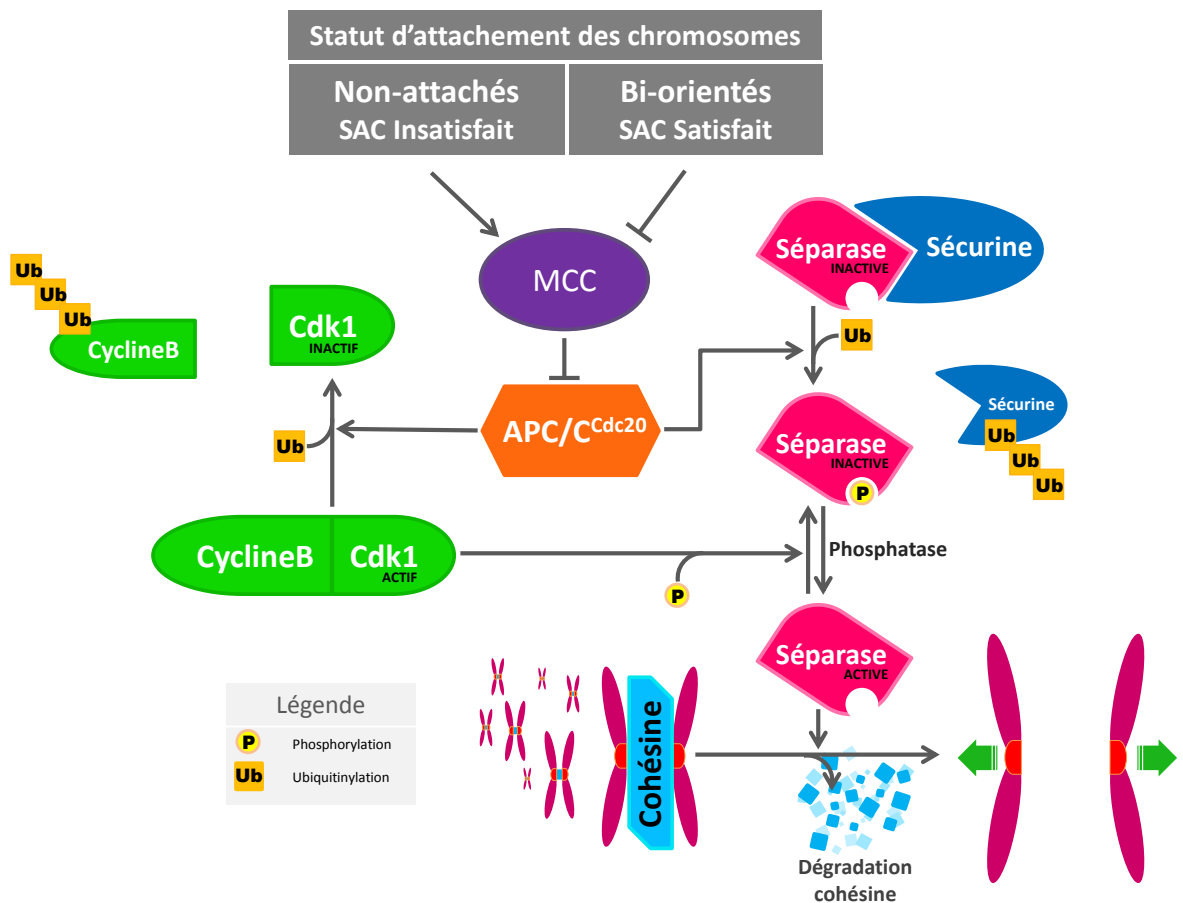 Statut d’attachement des chromosomes
Non-attachés
SAC Insatisfait
Bi-orientés
SAC Satisfait
MCC
Séparase
INACTIVE
Sécurine
Ub
Ub
Ub
CyclineB
Cdk1
INACTIF
Ub
Ub
APC/C^Cdc20
Séparase
INACTIVE
P
Sécurine
Ub
Ub
Ub
CyclineB
Cdk1
ACTIF
P
Phosphatase
Séparase
ACTIVE
Cohésine
Dégradation
cohésine
Légende
P Phosphorylation
Ub Ubiquitinylation